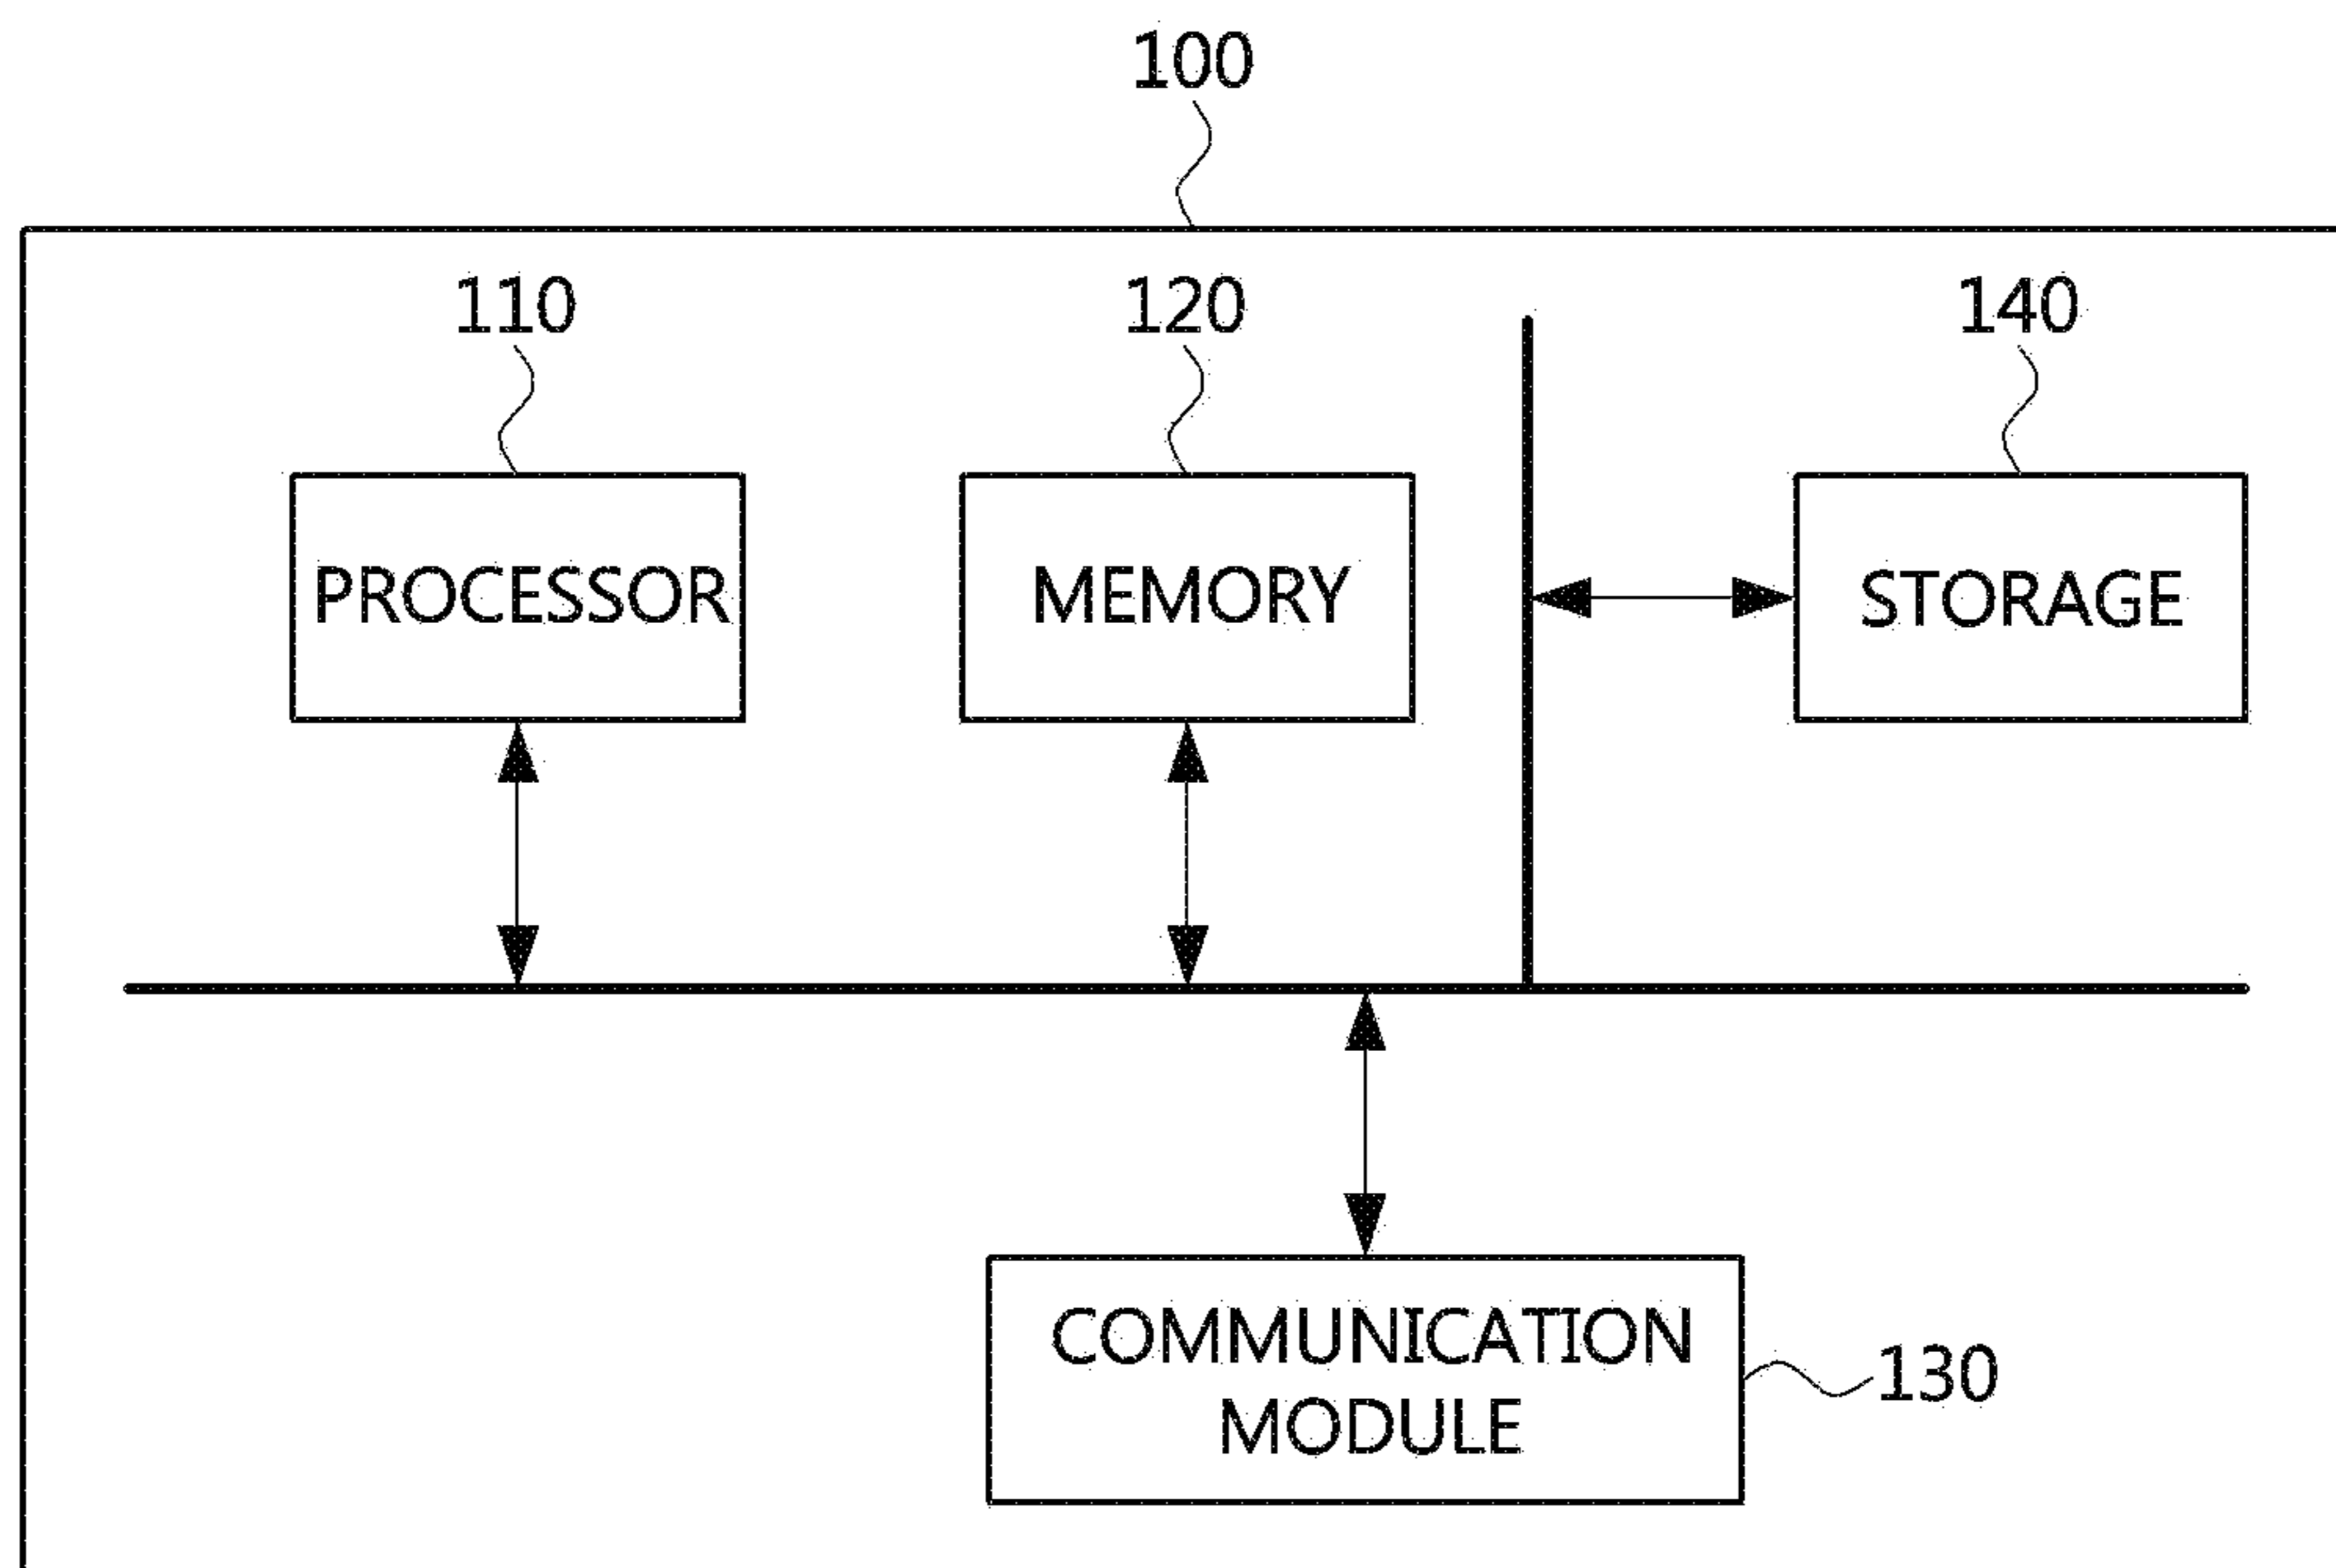 100
110
120
140
PROCESSOR
MEMORY
STORAGE
COMMUNICATION
MODULE
130